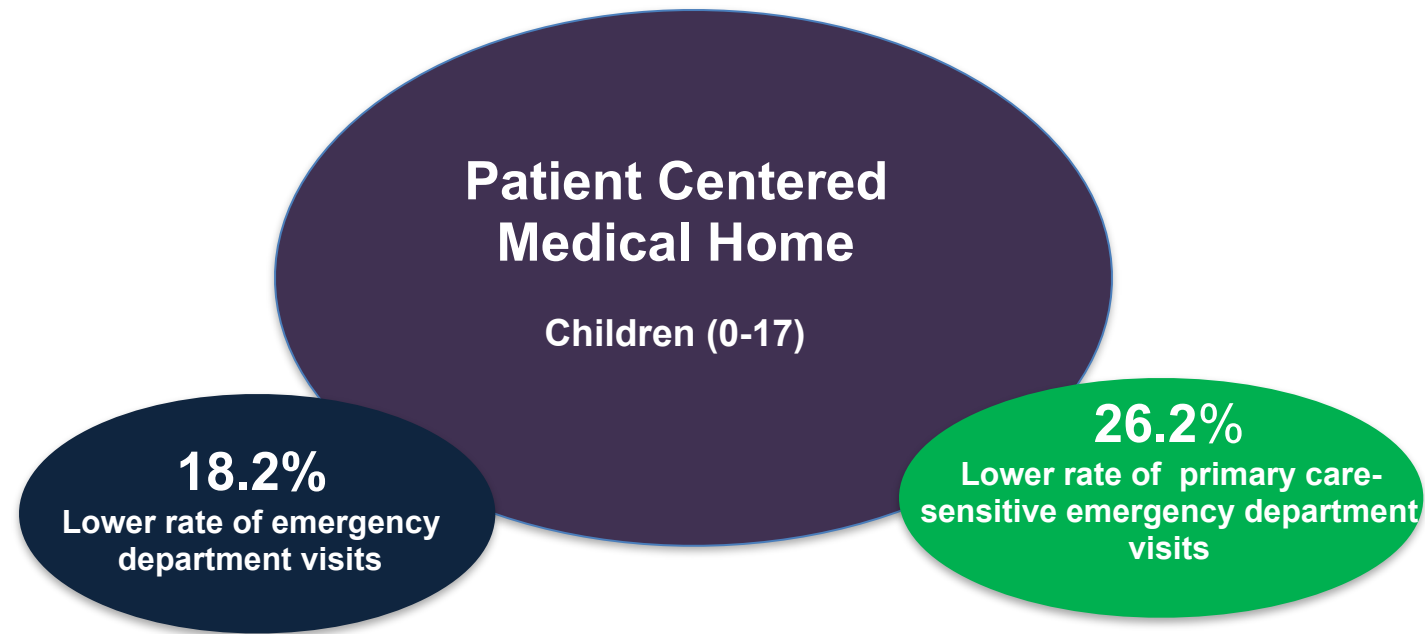 Patient Centered
Medical Home
Children (0-17)
18.2%
Lower rate of emergency
department visits
26.2%
Lower rate of  primary care-
sensitive emergency department
visits